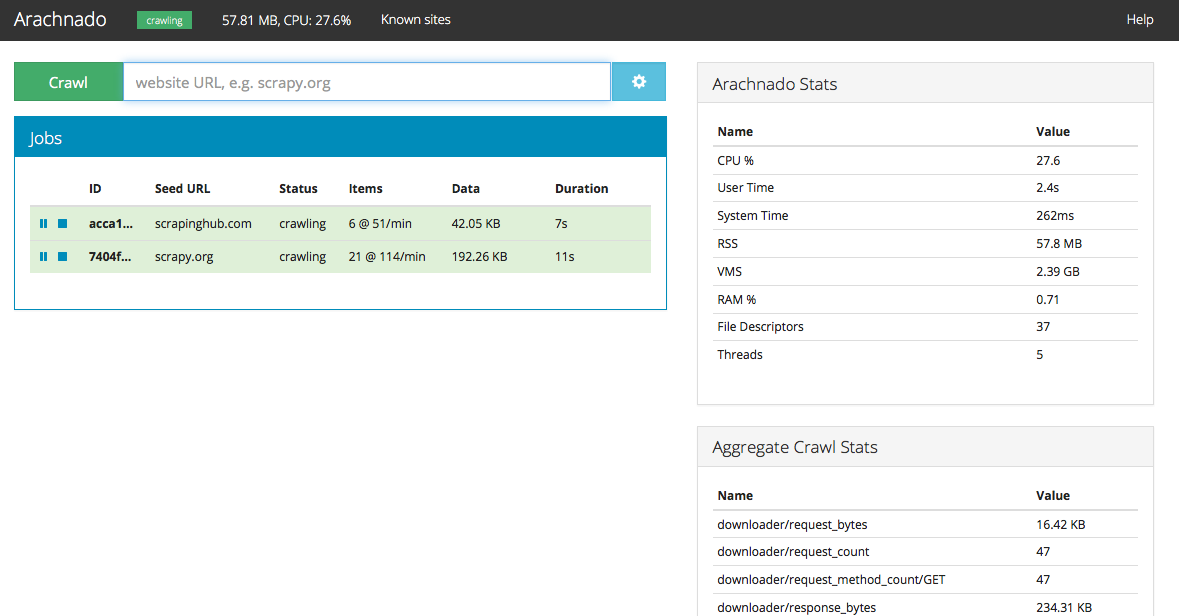 Arachnado crawling 57.81 MB, CPU: 27.6% Known sites Help
Crawl website URL, e.g. scrapy.org
Jobs
ID Seed URL Status Items Data Duration
acca1... scrapinghub.com crawling 6 @ 51/min 42.05 KB 7s
7404f... scrapy.org crawling 21 @ 114/min 192.26 KB 11s
Arachnado Stats
Name Value
CPU % 27.6
User Time 2.4s
System Time 262ms
RSS 57.8 MB
VMS 2.39 GB
RAM % 0.71
File Descriptors 37
Threads 5
Aggregate Crawl Stats
Name Value
downloader/request_bytes 16.42 KB
downloader/request_count 47
downloader/request_method_count/GET 47
downloader/response_bytes 234.31 KB